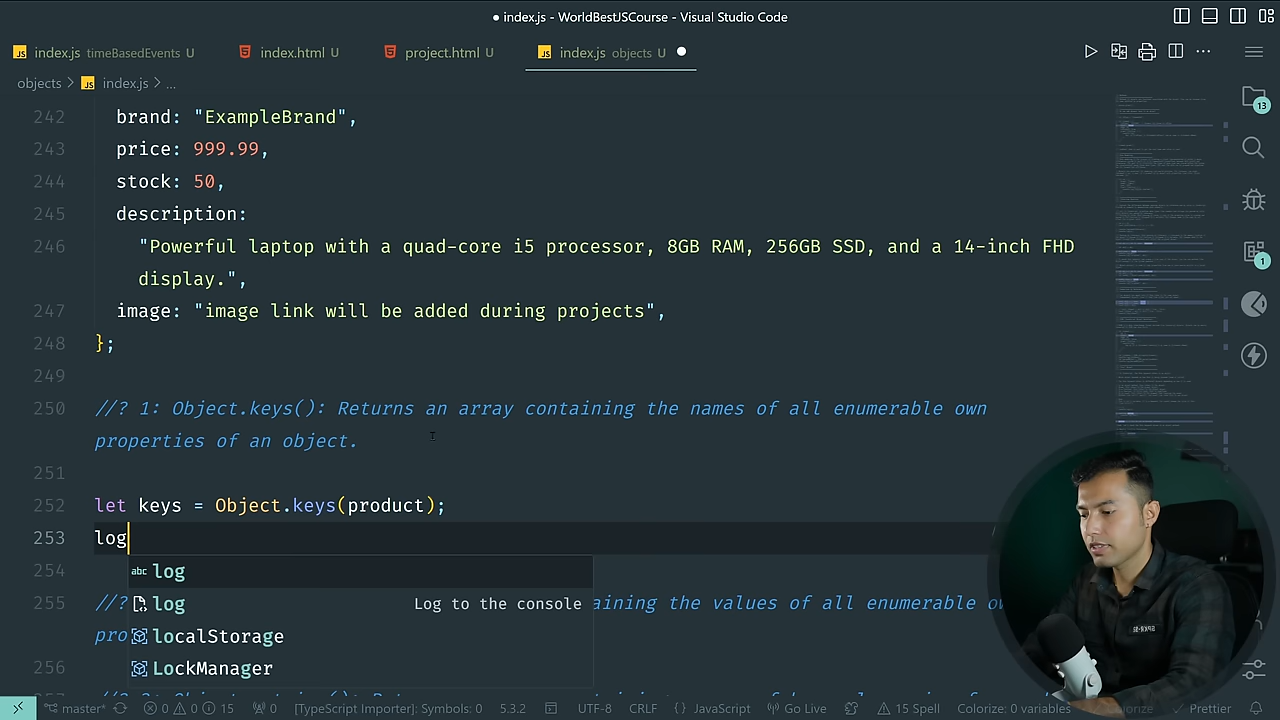 index.js - WorldBestJSCourse - Visual Studio Code
index.js timeBasedEvents U
index.html U
project.html U
index.js objects U
objects > index.js > ...
242 brand: "ExampleBrand",
243 price: 999.99,
244 stock: 50,
245 description:
246 "Powerful laptop with a quad-core i5 processor, 8GB RAM, 256GB SSD, and a 14-inch FHD
display.",
247 image: "image link will be added during projects",
248 };
249
250 //? 1: Object.keys(): Returns an array containing the names of all enumerable own
properties of an object.
251
252 let keys = Object.keys(product);
253 log
254
abc log
255 //?
log Log to the console
aining the values of all enumerable
pro
localStorage
256
LockManager
13
1
master* 0 0 15 0 [TypeScript Importer]: Symbols: 0 5.3.2 UTF-8 CRLF {} JavaScript Go Live 15 Spell Colorize: 0 variables Prettier